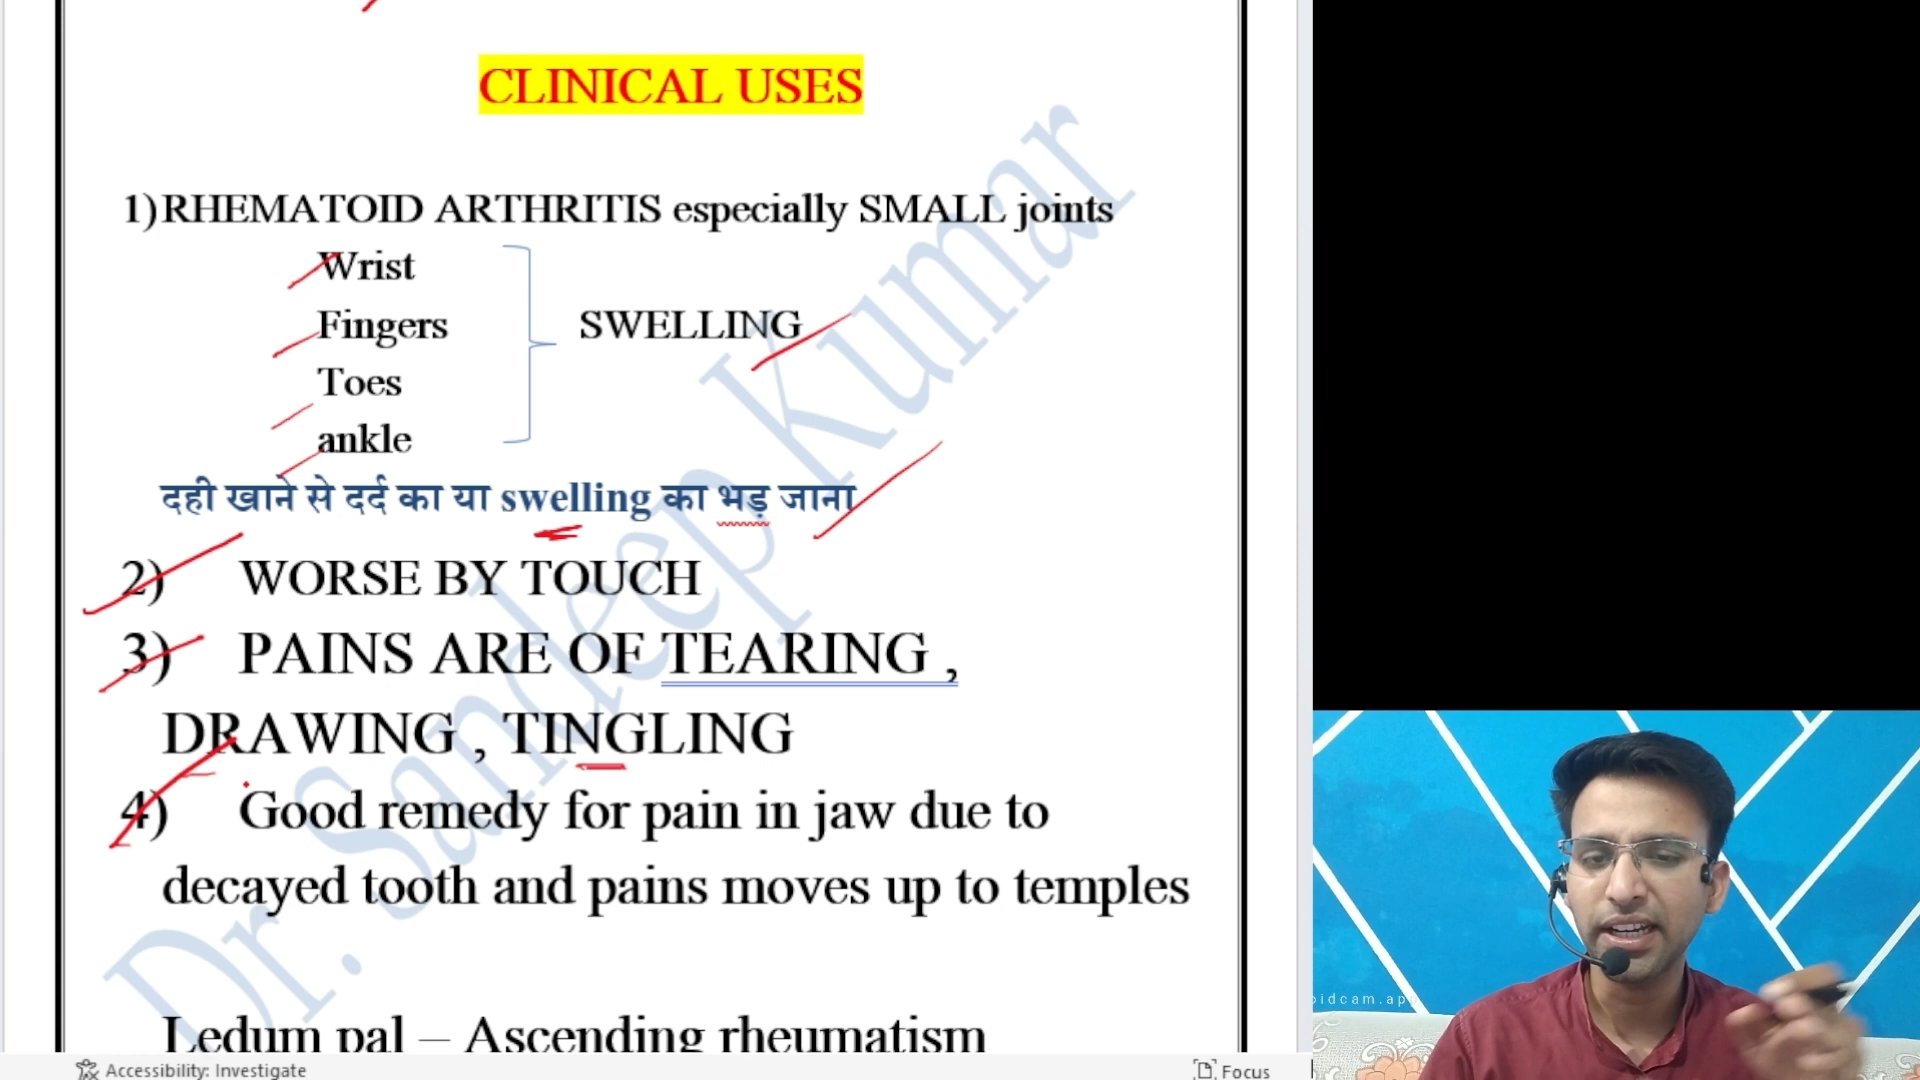 CLINICAL USES
1) RHEMATOID ARTHRITIS especially SMALL joints
Wrist
Fingers
SWELLING
Toes
ankle
दही खाने से दर्द का या swelling का भड़ जाना
2) WORSE BY TOUCH
3) PAINS ARE OF TEARING ,
DRAWING , TINGLING
4) Good remedy for pain in jaw due to
decayed tooth and pains moves up to temples
Ledum pal – Ascending rheumatism
Dr. Sandeep Kumar
Accessibility: Investigate
Focus